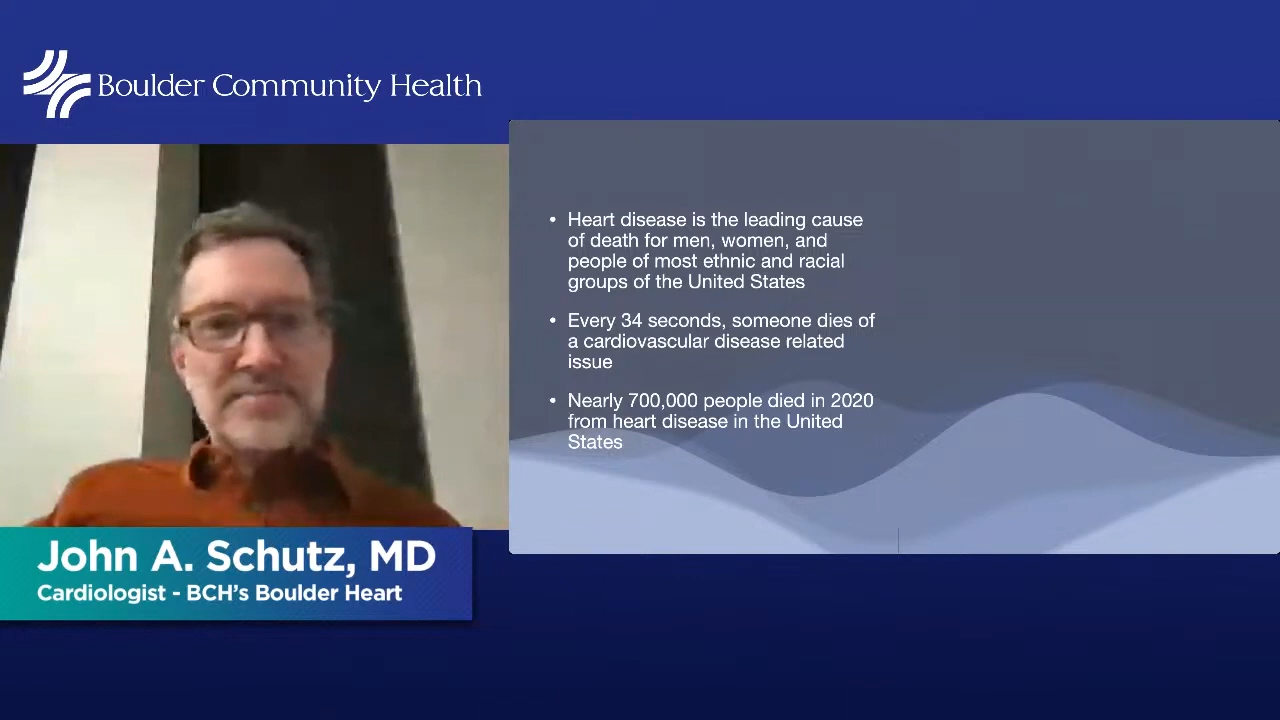 Boulder Community Health
• Heart disease is the leading cause
of death for men, women, and
people of most ethnic and racial
groups of the United States
• Every 34 seconds, someone dies of
a cardiovascular disease related
issue
• Nearly 700,000 people died in 2020
from heart disease in the United
States
John A. Schutz, MD
Cardiologist - BCH's Boulder Heart